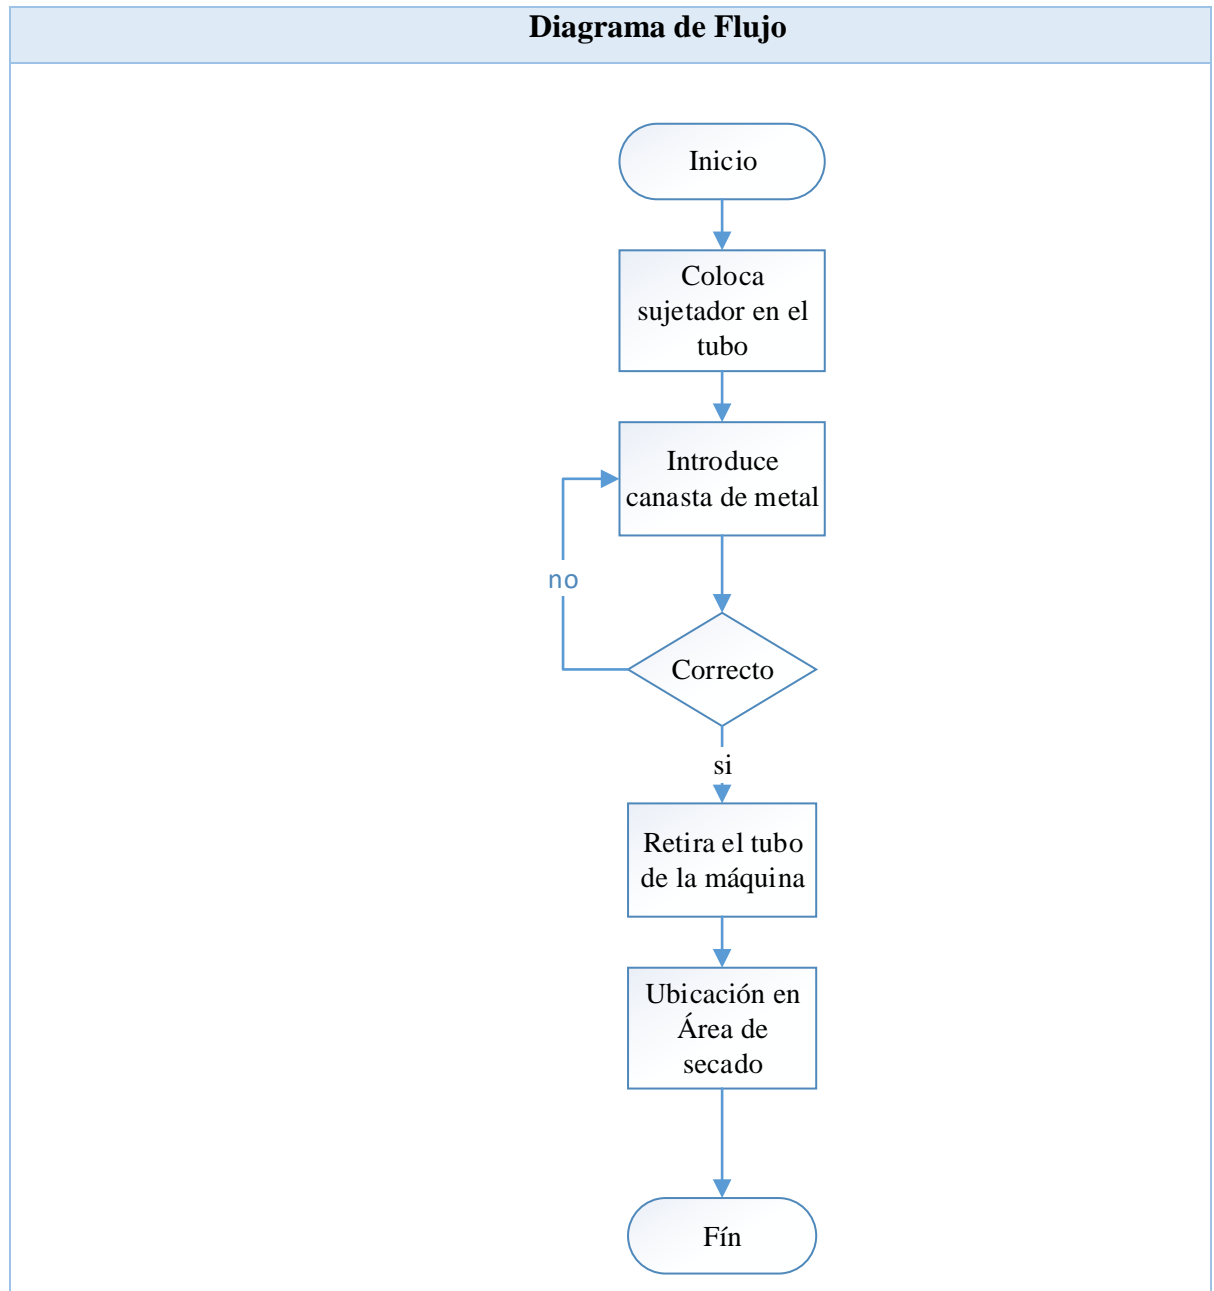 Diagrama de Flujo
Inicio
Coloca
sujetador en el
tubo
Introduce
canasta de metal
no
Correcto
si
Retira el tubo
de la máquina
Ubicación en
Área de
secado
Fín